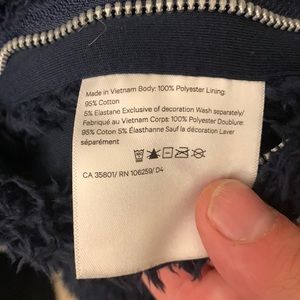 Made in Vietnam Body: 100% Polyester Lining:
95% Cotton
5% Elastane Exclusive of decoration Wash separately/
Fabriqué au Vietnam Corps: 100% Polyester Doublure:
95% Coton 5% Élasthanne Sauf la décoration Laver
séparément
CA 35801/ RN 106259/ D4